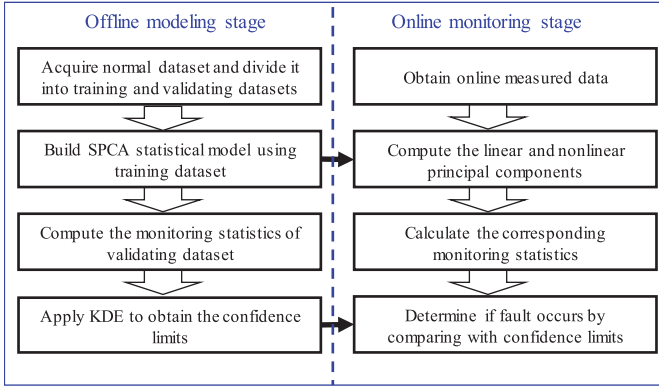 Offline modeling stage
Acquire normal dataset and divide it
into training and validating datasets
Build SPCA statistical model using
training dataset
Compute the monitoring statistics of
validating dataset
Apply KDE to obtain the confidence
limits
Online monitoring stage
Obtain online measured data
Compute the linear and nonlinear
principal components
Calculate the corresponding
monitoring statistics
Determine if fault occurs by
comparing with confidence limits